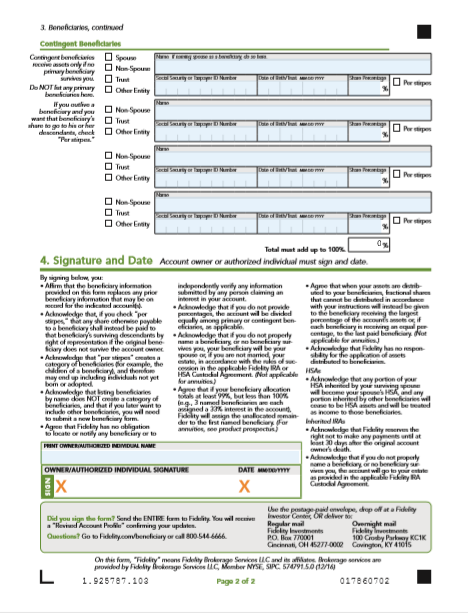 3. Beneficiaries, continued
Contingent Beneficiaries
Contingent beneficiaries
receive assets only if no
primary beneficiary
survives you.
Do NOT list any primary
beneficiaries here.
If you outlive a
beneficiary and you
want that beneficiary's
share to go to his or her
descendants, check
"Per stirpes."
Spouse
Non-Spouse
Trust
Other Entity
Name If naming spouse as a beneficiary, do so here.
Social Security or Taxpayer ID Number Date of Birth/Trust MM/DD/YYYY Share Percentage
% Per stirpes
Non-Spouse
Trust
Other Entity
Name
Social Security or Taxpayer ID Number Date of Birth/Trust MM/DD/YYYY Share Percentage
% Per stirpes
Non-Spouse
Trust
Other Entity
Name
Social Security or Taxpayer ID Number Date of Birth/Trust MM/DD/YYYY Share Percentage
% Per stirpes
Non-Spouse
Trust
Other Entity
Name
Social Security or Taxpayer ID Number Date of Birth/Trust MM/DD/YYYY Share Percentage
% Per stirpes
Total must add up to 100%. 0%
4. Signature and Date Account owner or authorized individual must sign and date.
By signing below, you:
• Affirm that the beneficiary information
provided on this form replaces any prior
beneficiary information that may be on
record for the indicated account(s).
• Acknowledge that, if you check "per
stirpes," that any share otherwise payable
to a beneficiary shall instead be paid to
that beneficiary's surviving descendants by
right of representation if the original bene-
ficiary does not survive the account owner.
• Acknowledge that "per stirpes" creates a
category of beneficiaries (for example, the
children of a beneficiary), and therefore
may end up including individuals not yet
born or adopted.
• Acknowledge that listing beneficiaries
by name does NOT create a category of
beneficiaries, and that if you later want to
include other beneficiaries, you will need
to submit a new beneficiary form.
• Agree that Fidelity has no obligation
to locate or notify any beneficiary or to
independently verify any information
submitted by any person claiming an
interest in your account.
• Acknowledge that if you do not provide
percentages, the account will be divided
equally among primary or contingent ben-
eficiaries, as applicable.
• Acknowledge that if you do not properly
name a beneficiary, or no beneficiary sur-
vives you, your beneficiary will be your
spouse or, if you are not married, your
estate, in accordance with the rules of suc-
cession in the applicable Fidelity IRA or
HSA Custodial Agreement. (Not applicable
for annuities.)
• Agree that if your beneficiary allocation
totals at least 99%, but less than 100%
(e.g., 3 named beneficiaries are each
assigned a 33% interest in the account),
Fidelity will assign the unallocated remain-
der to the first named beneficiary. (For
annuities, see product prospectus.)
• Agree that when your assets are distrib-
uted to your beneficiaries, fractional shares
that cannot be distributed in accordance
with your instructions will instead be given
to the beneficiary receiving the largest
percentage of the account's assets or, if
each beneficiary is receiving an equal per-
centage, to the last paid beneficiary. (Not
applicable for annuities.)
• Acknowledge that Fidelity has no respon-
sibility for the application of assets
distributed to beneficiaries.
HSAs
• Acknowledge that any portion of your
HSA inherited by your surviving spouse
will become your spouse's HSA, and any
portion inherited by other beneficiaries will
cease to be HSA assets and will be treated
as income to those beneficiaries.
Inherited IRAs
• Acknowledge that Fidelity reserves the
right not to make any payments until at
least 30 days after the original account
owner's death.
• Acknowledge that if you do not properly
name a beneficiary, or no beneficiary sur-
vives you, the account will go to your estate
as provided in the applicable Fidelity IRA
Custodial Agreement.
PRINT OWNER/AUTHORIZED INDIVIDUAL NAME
OWNER/AUTHORIZED INDIVIDUAL SIGNATURE DATE MM/DD/YYYY
SIGN X X
Did you sign the form? Send the ENTIRE form to Fidelity. You will receive
a "Revised Account Profile" confirming your updates.
Questions? Go to Fidelity.com/beneficiary or call 800-544-6666.
Use the postage-paid envelope, drop off at a Fidelity
Investor Center, OR deliver to:
Regular mail
Fidelity Investments
P.O. Box 770001
Cincinnati, OH 45277-0002
Overnight mail
Fidelity Investments
100 Crosby Parkway KC1K
Covington, KY 41015
On this form, "Fidelity" means Fidelity Brokerage Services LLC and its affiliates. Brokerage services are
provided by Fidelity Brokerage Services LLC, Member NYSE, SIPC. 574791.5.0 (12/16)
1.925787.103 Page 2 of 2 017860702